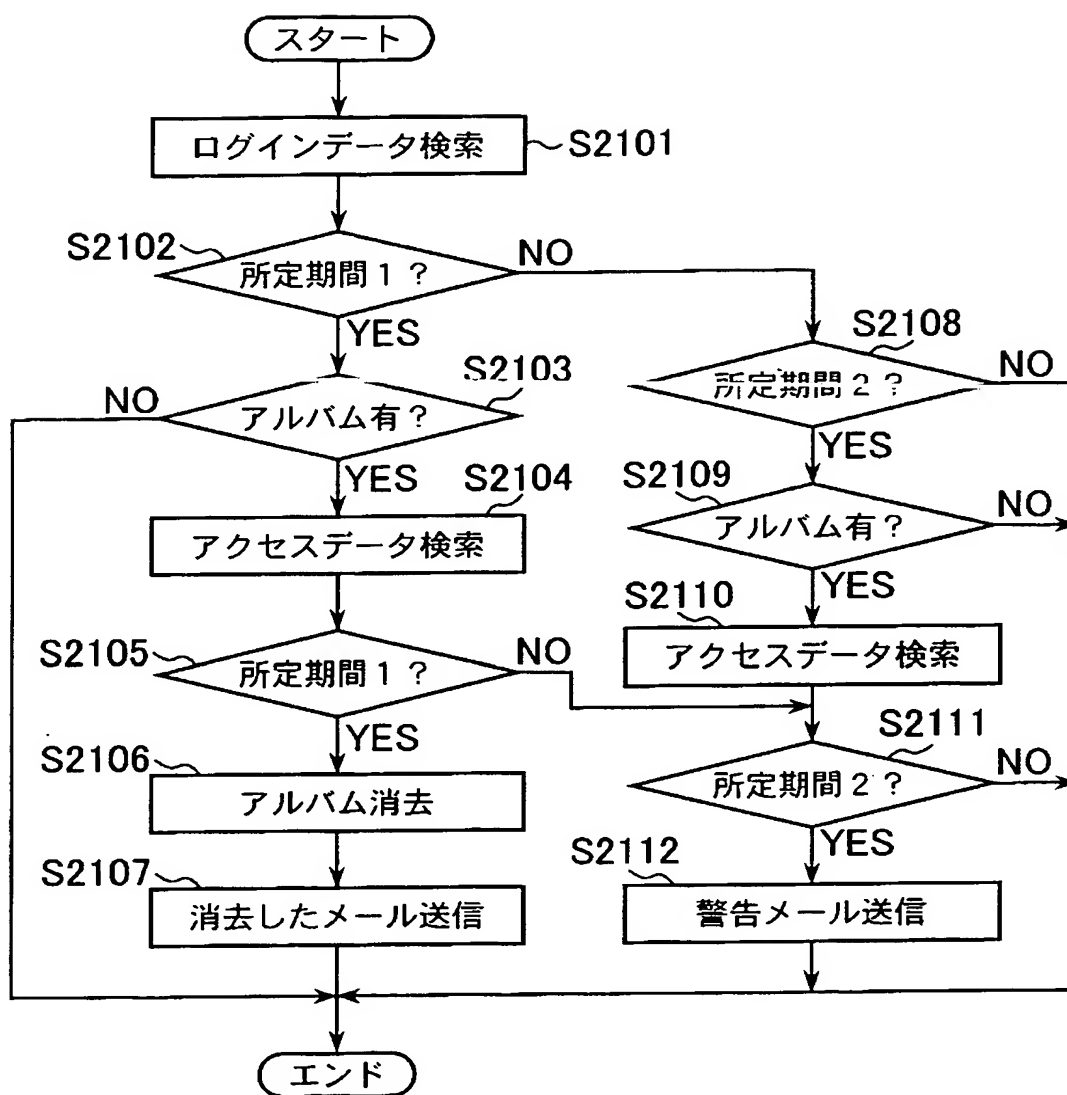 スタート
ログインデータ検索
S2101
S2102
所定期間1?
NO
YES
S2108
所定期間2?
NO
YES
S2103
NO
アルバム有?
YES
S2109
アルバム有?
NO
YES
S2104
アクセスデータ検索
S2110
アクセスデータ検索
S2105
所定期間1?
NO
YES
S2111
所定期間2?
NO
YES
S2106
アルバム消去
S2107
消去したメール送信
S2112
警告メール送信
エンド